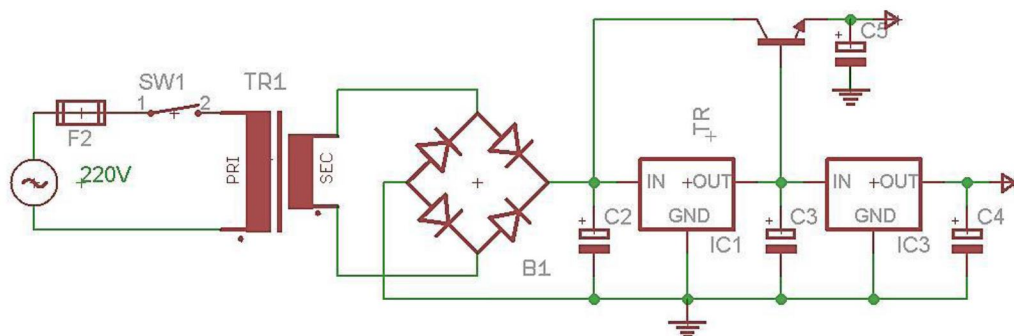 C5
SW1
TR1
1
2
F2
220V
PRI
SEC
TR
IN
OUT
GND
IC1
IN
OUT
GND
IC3
C2
C3
C4
B1